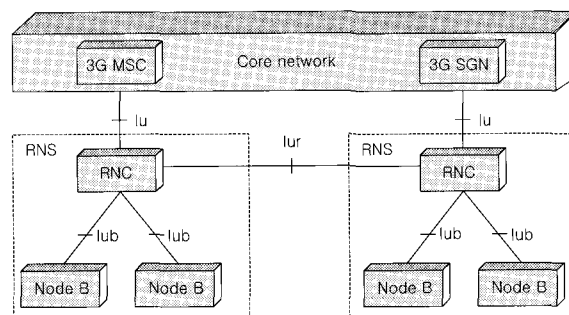 3G MSC
Core network
3G SGN
Iu
Iu
RNS
Iur
RNS
RNC
RNC
Iub
Iub
Iub
Iub
Node B
Node B
Node B
Node B